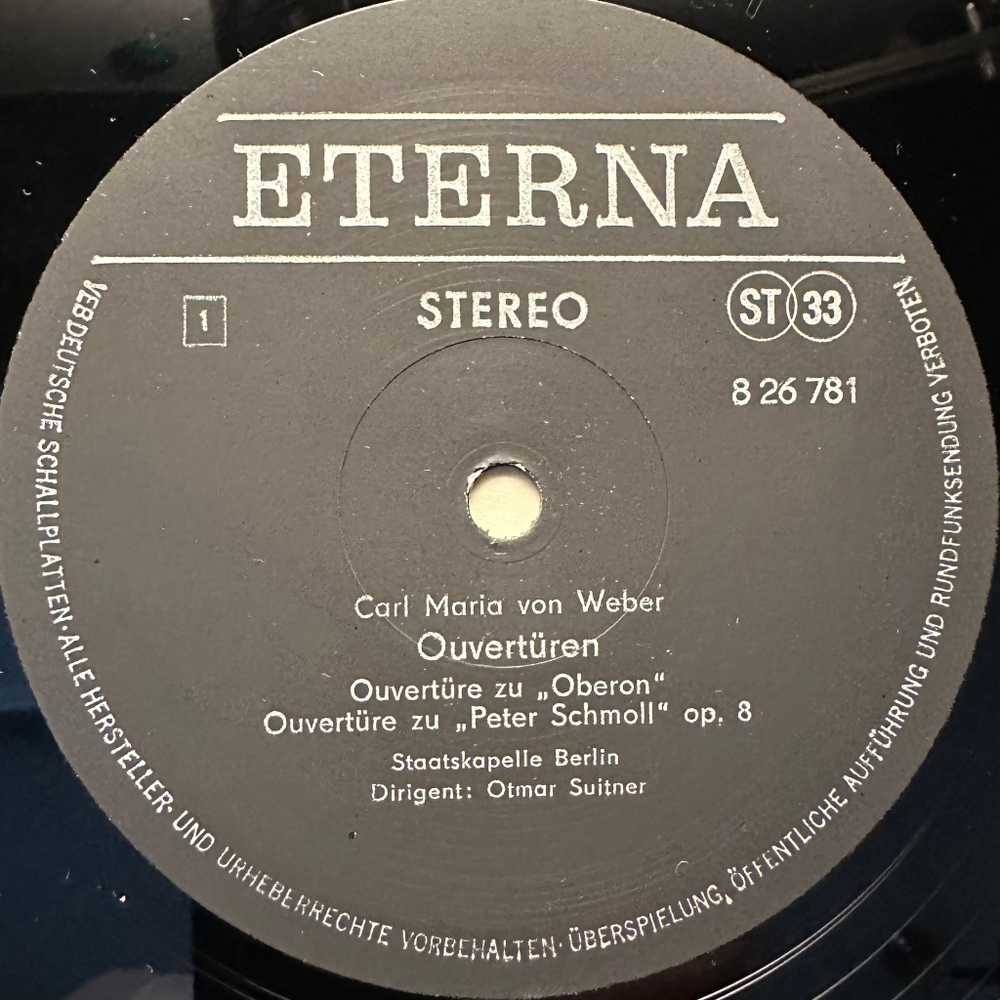 ETERNA
1
STEREO
ST 33
8 26 781
Carl Maria von Weber
Ouvertüren
Ouvertüre zu „Oberon“
Ouvertüre zu „Peter Schmoll“ op. 8
Staatskapelle Berlin
Dirigent: Otmar Suitner
VEB DEUTSCHE SCHALLPLATTEN · ALLE HERSTELLER- UND URHEBERRECHTE VORBEHALTEN · ÜBERSPIELUNG, ÖFFENTLICHE AUFFÜHRUNG UND RUNDFUNKSENDUNG VERBOTEN